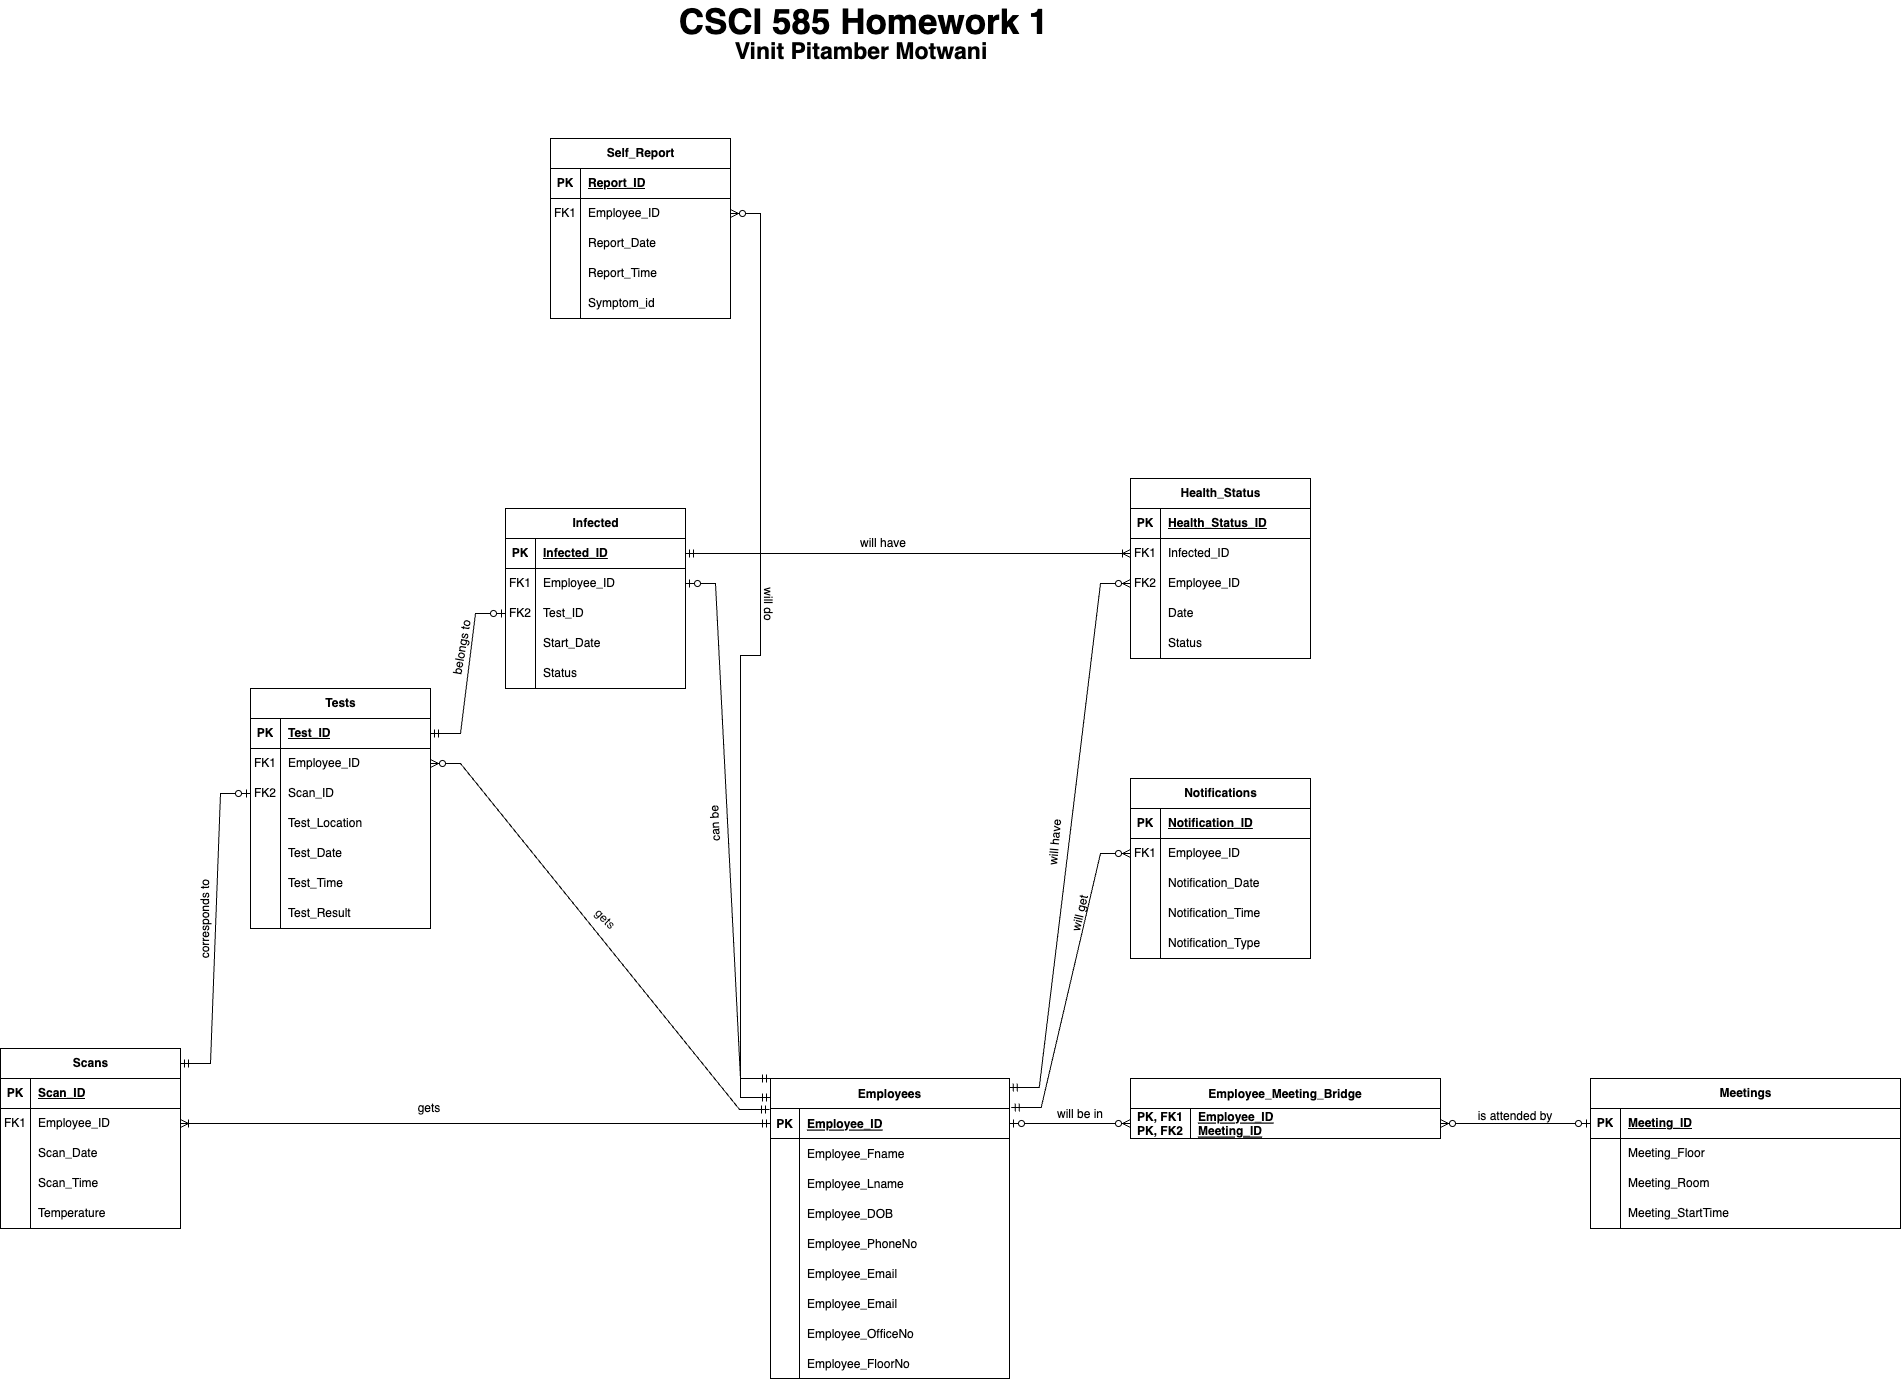 CSCI 585 Homework 1
Vinit Pitamber Motwani
Self_Report
PK Report_ID
FK1 Employee_ID
Report_Date
Report_Time
Symptom_id
will do
Infected
PK Infected_ID
FK1 Employee_ID
FK2 Test_ID
Start_Date
Status
will have
Health_Status
PK Health_Status_ID
FK1 Infected_ID
FK2 Employee_ID
Date
Status
belongs to
can be
will have
Tests
PK Test_ID
FK1 Employee_ID
FK2 Scan_ID
Test_Location
Test_Date
Test_Time
Test_Result
corresponds to
gets
Notifications
PK Notification_ID
FK1 Employee_ID
Notification_Date
Notification_Time
Notification_Type
will get
Scans
PK Scan_ID
FK1 Employee_ID
Scan_Date
Scan_Time
Temperature
gets
Employees
PK Employee_ID
Employee_Fname
Employee_Lname
Employee_DOB
Employee_PhoneNo
Employee_Email
Employee_Email
Employee_OfficeNo
Employee_FloorNo
will be in
Employee_Meeting_Bridge
PK, FK1 Employee_ID
PK, FK2 Meeting_ID
is attended by
Meetings
PK Meeting_ID
Meeting_Floor
Meeting_Room
Meeting_StartTime